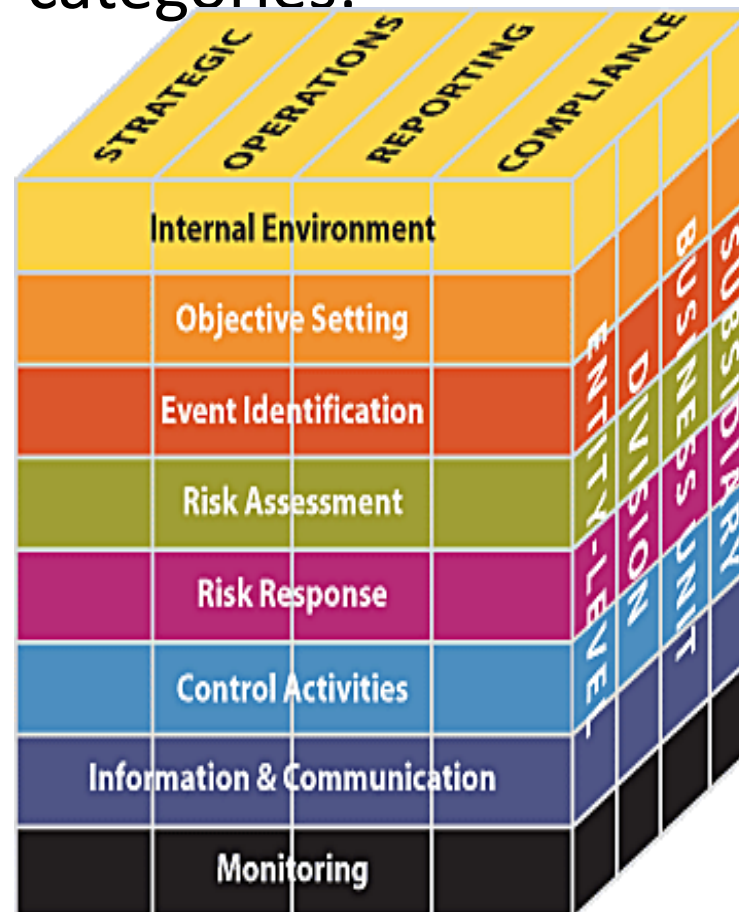 categories:
STRATEGIC
OPERATIONS
REPORTING
COMPLIANCE
Internal Environment
Objective Setting
Event Identification
Risk Assessment
Risk Response
Control Activities
Information & Communication
Monitoring
ENTITY-LEVEL
DIVISION
BUSINESS UNIT
SUBSIDIARY